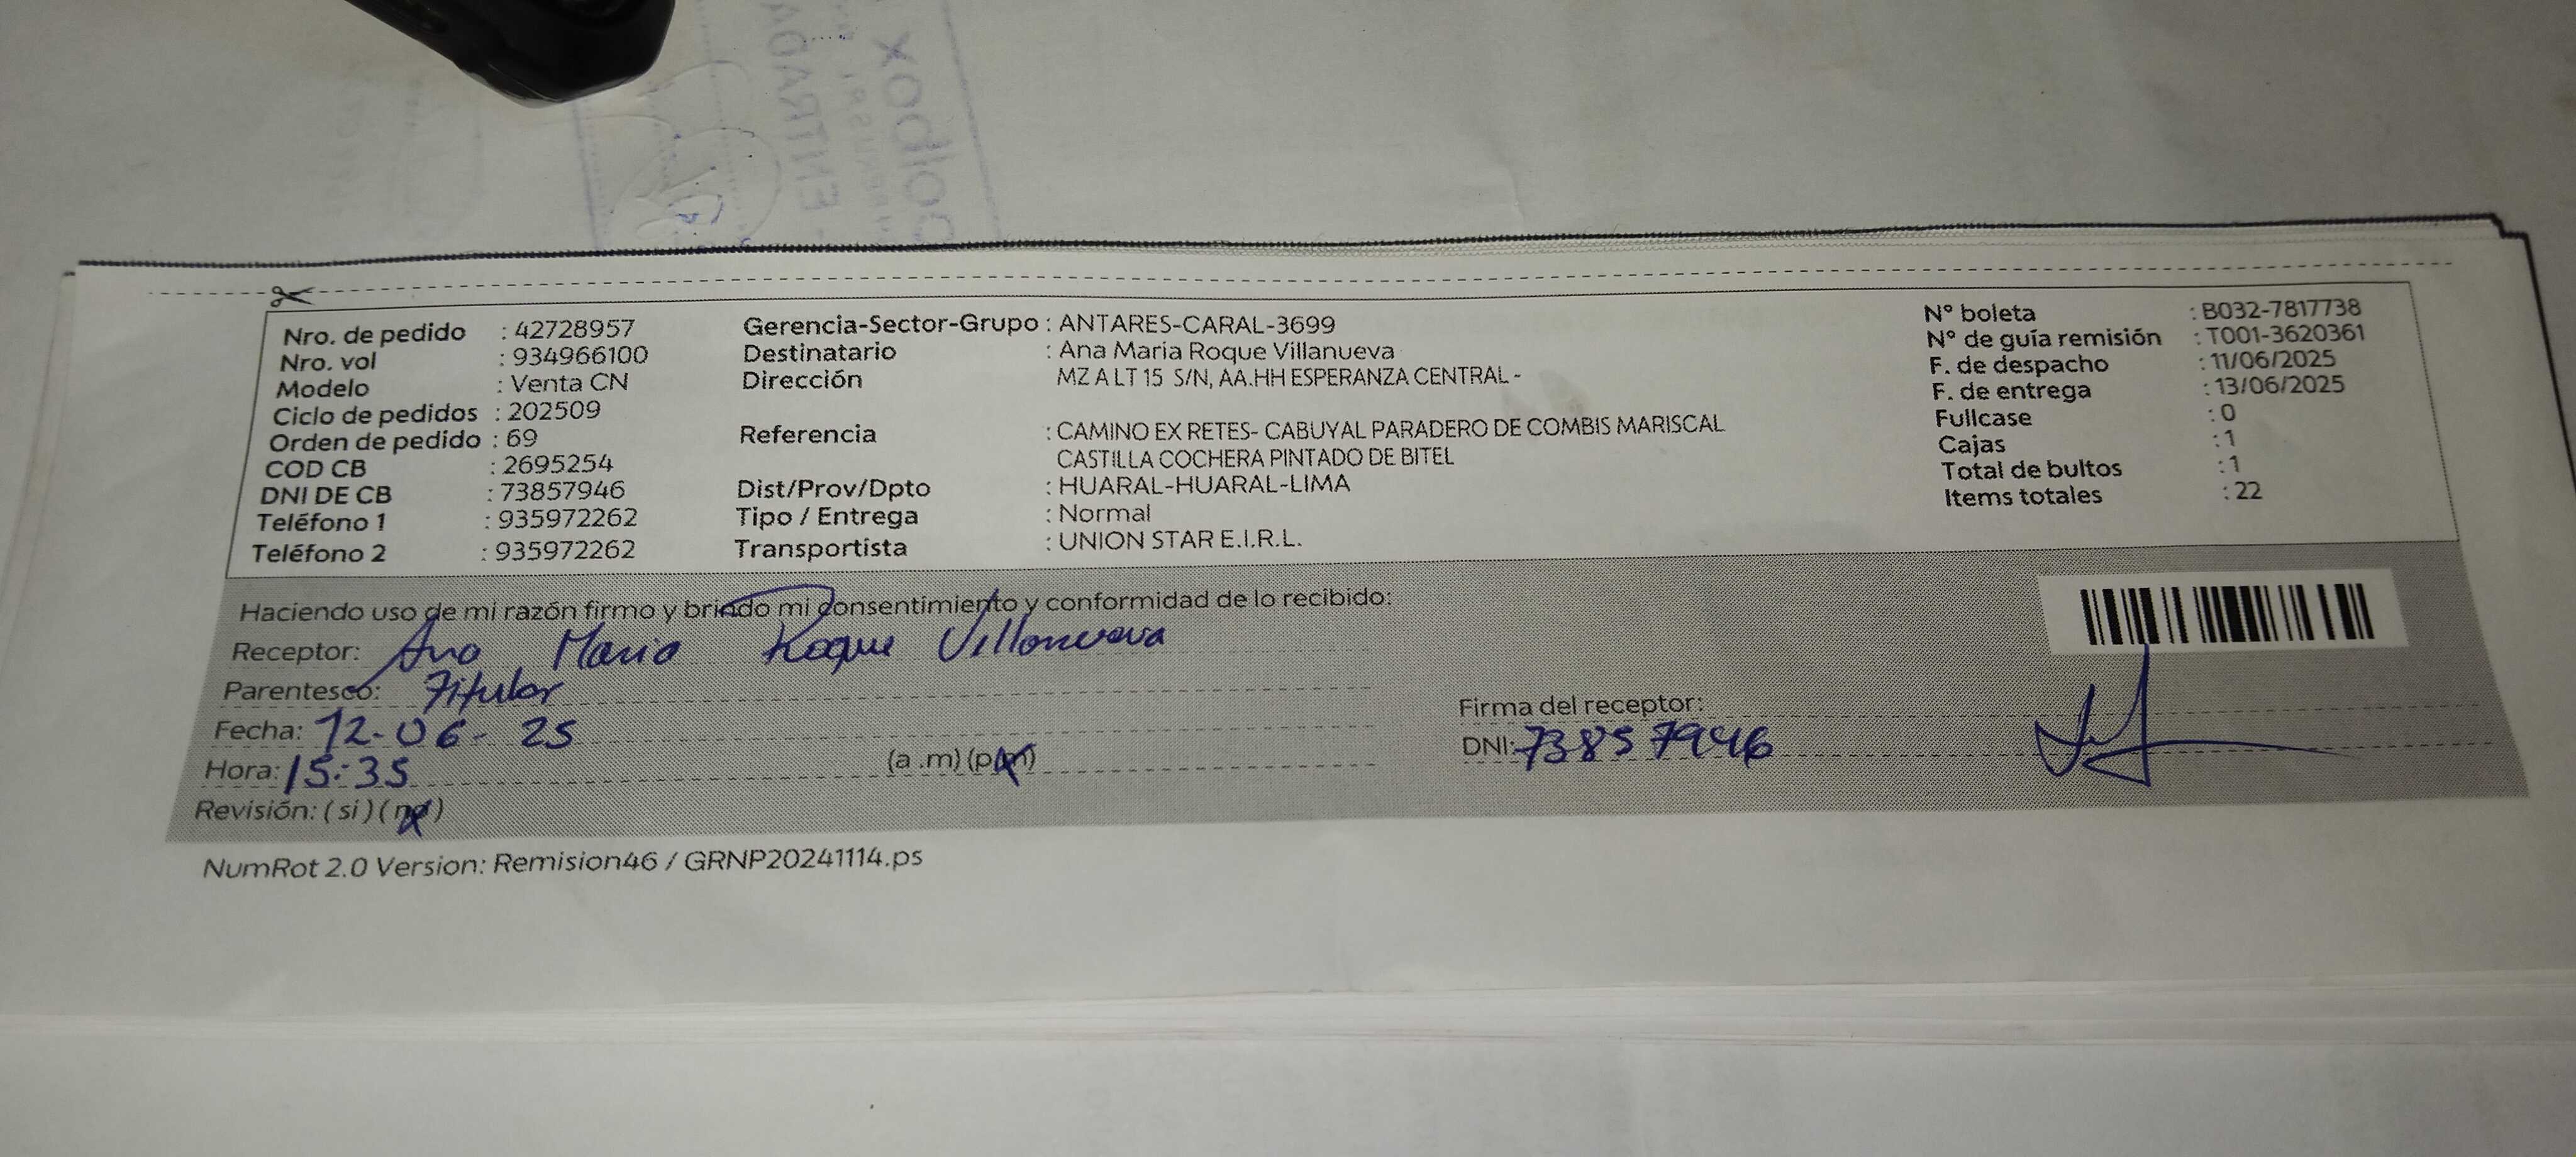 Nro. de pedido : 42728957
Nro. vol : 934966100
Modelo : Venta CN
Ciclo de pedidos : 202509
Orden de pedido : 69
COD CB : 2695254
DNI DE CB : 73857946
Teléfono 1 : 935972262
Teléfono 2 : 935972262
Gerencia-Sector-Grupo : ANTARES-CARAL-3699
Destinatario : Ana Maria Roque Villanueva
Dirección MZ A LT 15 S/N, AA.HH ESPERANZA CENTRAL -
Referencia : CAMINO EX RETES- CABUYAL PARADERO DE COMBIS MARISCAL
CASTILLA COCHERA PINTADO DE BITEL
Dist/Prov/Dpto : HUARAL-HUARAL-LIMA
Tipo / Entrega : Normal
Transportista : UNION STAR E.I.R.L.
N° boleta : B032-7817738
N° de guía remisión : T001-3620361
F. de despacho : 11/06/2025
F. de entrega : 13/06/2025
Fullcase : 0
Cajas : 1
Total de bultos : 1
Items totales : 22
Haciendo uso de mi razón firmo y brindo mi consentimiento y conformidad de lo recibido:
Receptor: Ana Maria Roque Villanueva
Parentesco: Titular
Fecha: 12-06-25
Hora: 15:35 (a.m) (p.m)
Revisión: (si) (no)
Firma del receptor:
DNI: 73857946
NumRot 2.0 Version: Remision46 / GRNP20241114.ps